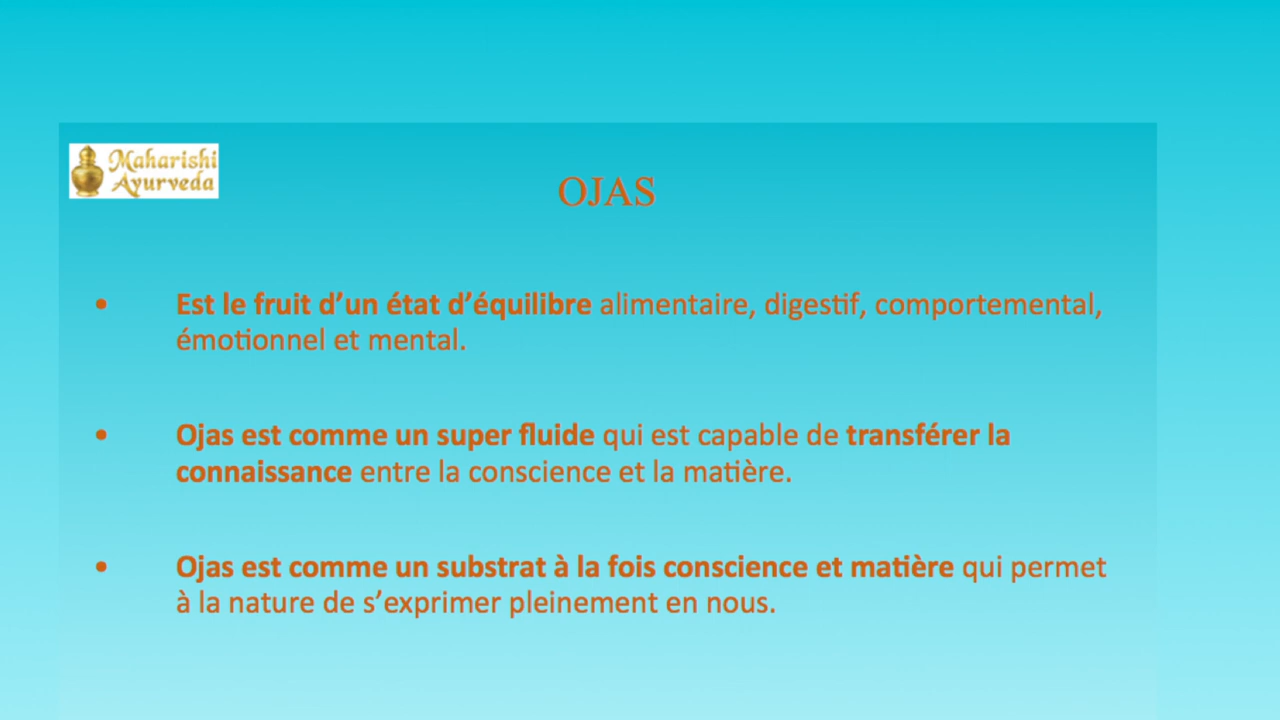 Maharishi
Ayurveda
OJAS
• Est le fruit d’un état d’équilibre alimentaire, digestif, comportemental,
émotionnel et mental.
• Ojas est comme un super fluide qui est capable de transférer la
connaissance entre la conscience et la matière.
• Ojas est comme un substrat à la fois conscience et matière qui permet
à la nature de s’exprimer pleinement en nous.